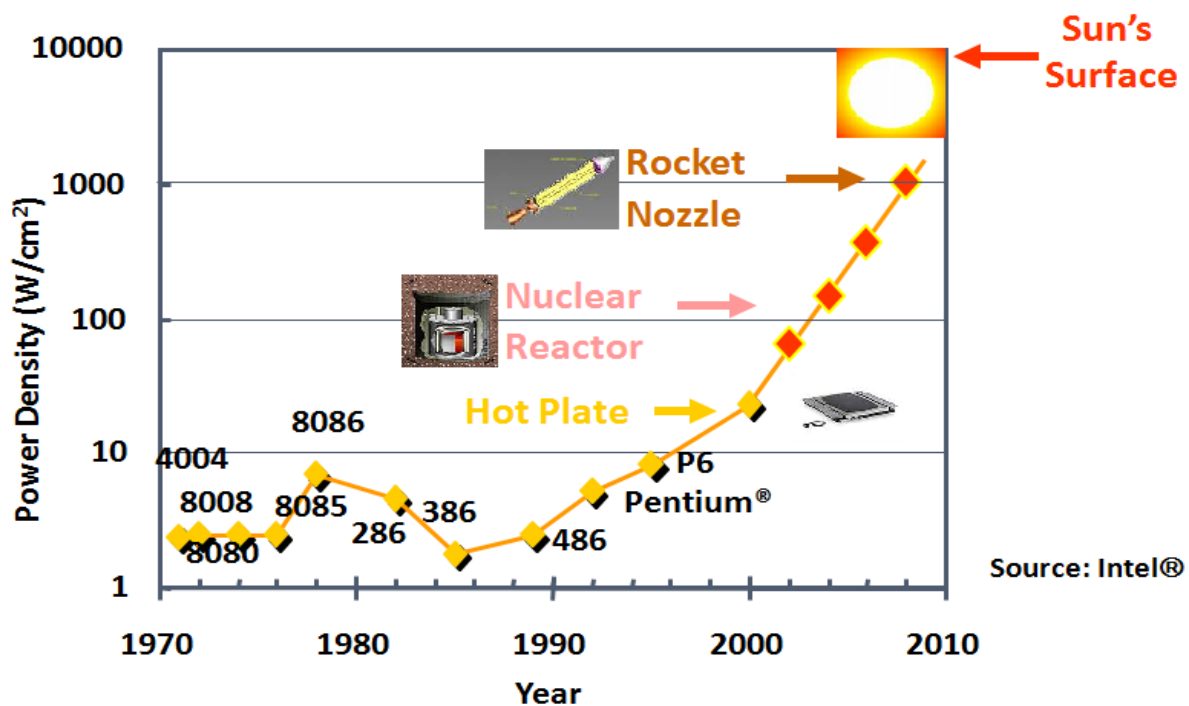 10000
1000
100
10
1
Power Density (W/cm²)
Sun's
Surface
Rocket
Nozzle
Nuclear
Reactor
Hot Plate
4004
8008
8080
8085
8086
286
386
486
Pentium®
P6
1970
1980
1990
2000
2010
Year
Source: Intel®